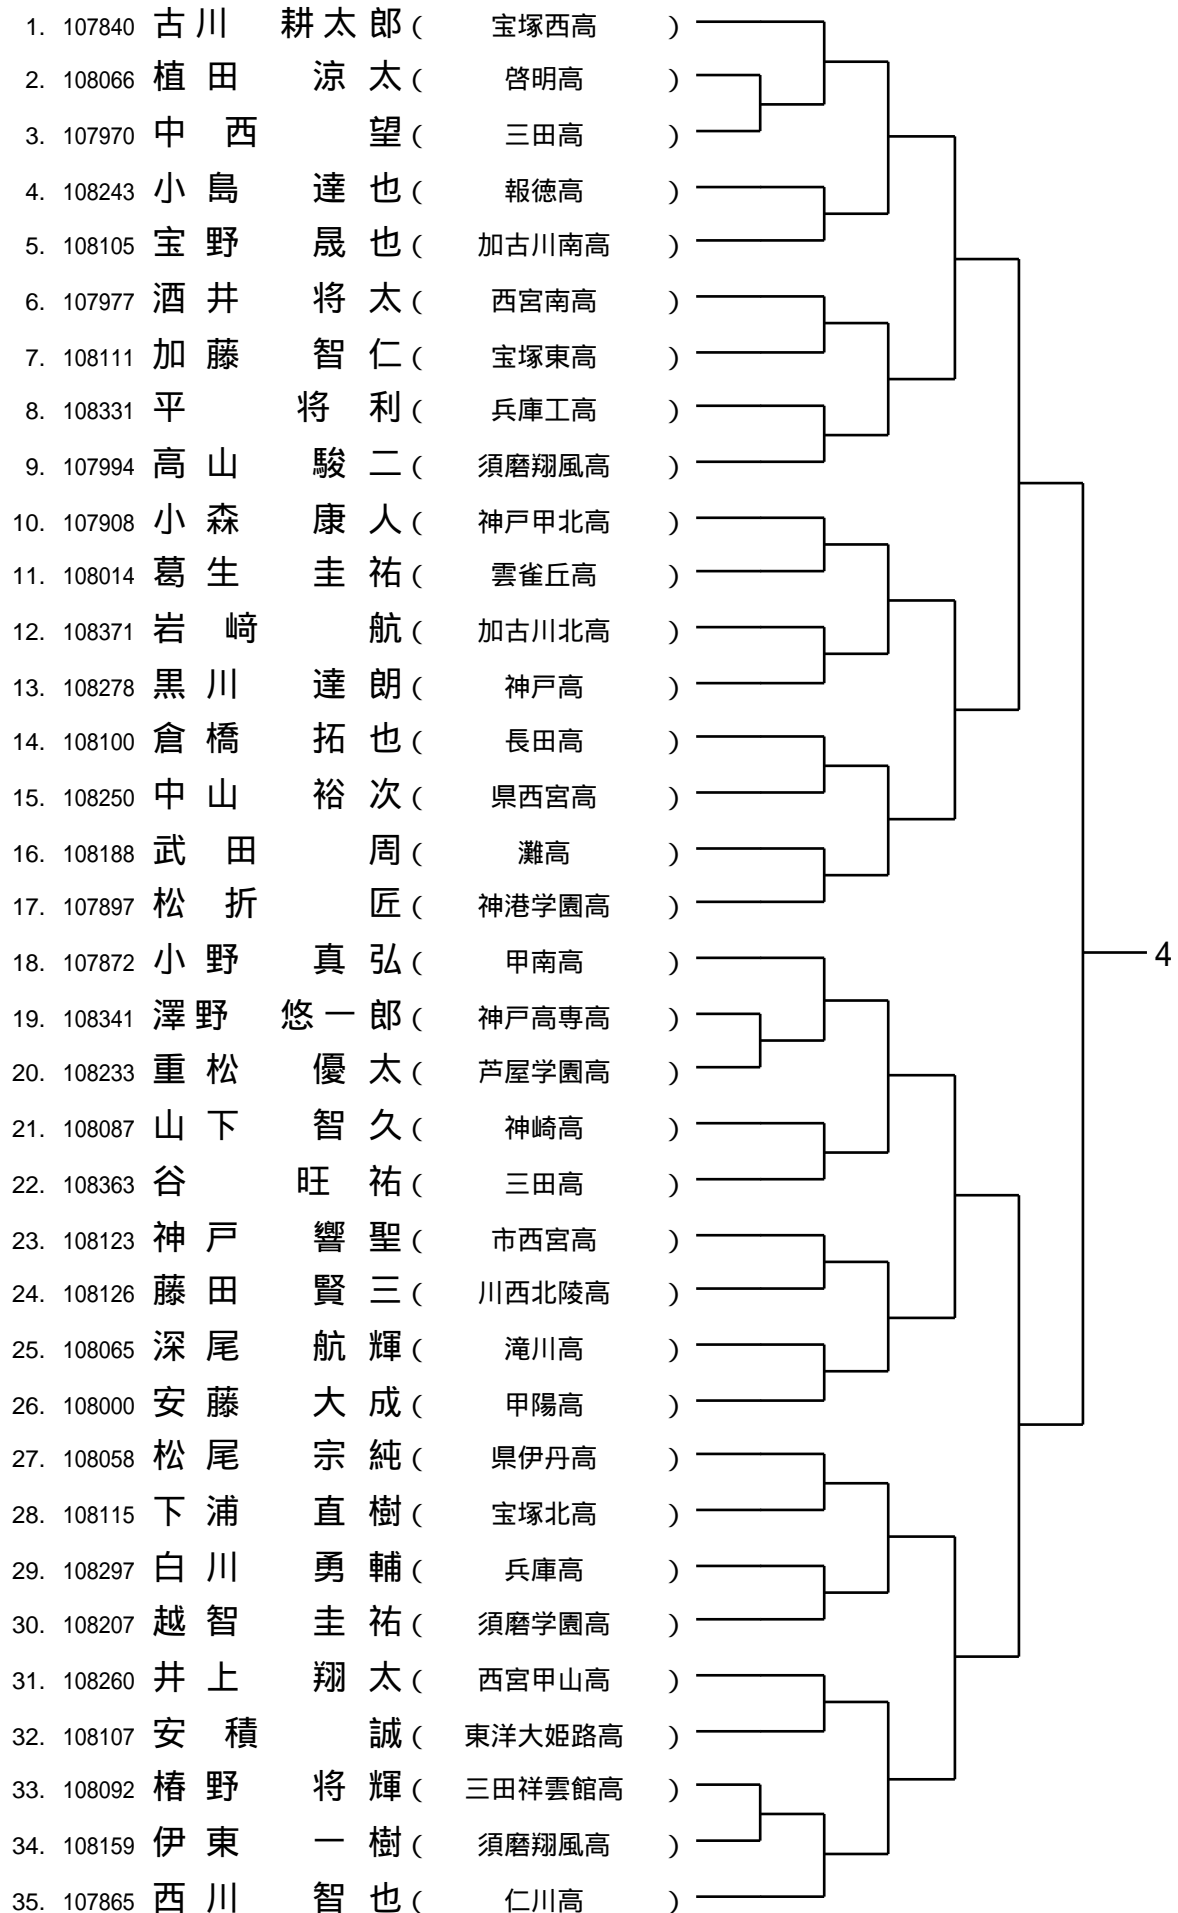 1. 107840 古川 耕太郎 ( 宝塚西高 )
2. 108066 植田 涼太 ( 啓明高 )
3. 107970 中西 望 ( 三田高 )
4. 108243 小島 達也 ( 報徳高 )
5. 108105 宝野 晟也 ( 加古川南高 )
6. 107977 酒井 将太 ( 西宮南高 )
7. 108111 加藤 智仁 ( 宝塚東高 )
8. 108331 平 将利 ( 兵庫工高 )
9. 107994 高山 駿二 ( 須磨翔風高 )
10. 107908 小森 康人 ( 神戸甲北高 )
11. 108014 葛生 圭祐 ( 雲雀丘高 )
12. 108371 岩﨑 航 ( 加古川北高 )
13. 108278 黒川 達朗 ( 神戸高 )
14. 108100 倉橋 拓也 ( 長田高 )
15. 108250 中山 裕次 ( 県西宮高 )
16. 108188 武田 周 ( 灘高 )
17. 107897 松折 匠 ( 神港学園高 )
18. 107872 小野 真弘 ( 甲南高 )
4
19. 108341 澤野 悠一郎 ( 神戸高専高 )
20. 108233 重松 優太 ( 芦屋学園高 )
21. 108087 山下 智久 ( 神崎高 )
22. 108363 谷 旺祐 ( 三田高 )
23. 108123 神戸 響聖 ( 市西宮高 )
24. 108126 藤田 賢三 ( 川西北陵高 )
25. 108065 深尾 航輝 ( 滝川高 )
26. 108000 安藤 大成 ( 甲陽高 )
27. 108058 松尾 宗純 ( 県伊丹高 )
28. 108115 下浦 直樹 ( 宝塚北高 )
29. 108297 白川 勇輔 ( 兵庫高 )
30. 108207 越智 圭祐 ( 須磨学園高 )
31. 108260 井上 翔太 ( 西宮甲山高 )
32. 108107 安積 誠 ( 東洋大姫路高 )
33. 108092 椿野 将輝 ( 三田祥雲館高 )
34. 108159 伊東 一樹 ( 須磨翔風高 )
35. 107865 西川 智也 ( 仁川高 )